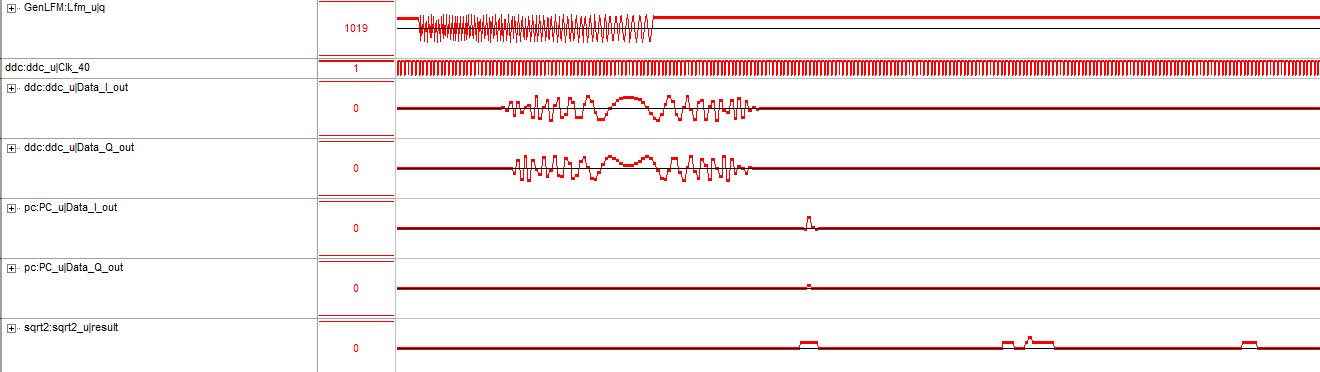 GenLFM:Lfm_u|q 1019
ddc:ddc_u|Clk_40 1
ddc:ddc_u|Data_I_out 0
ddc:ddc_u|Data_Q_out 0
pc:PC_u|Data_I_out 0
pc:PC_u|Data_Q_out 0
sqrt2:sqrt2_u|result 0